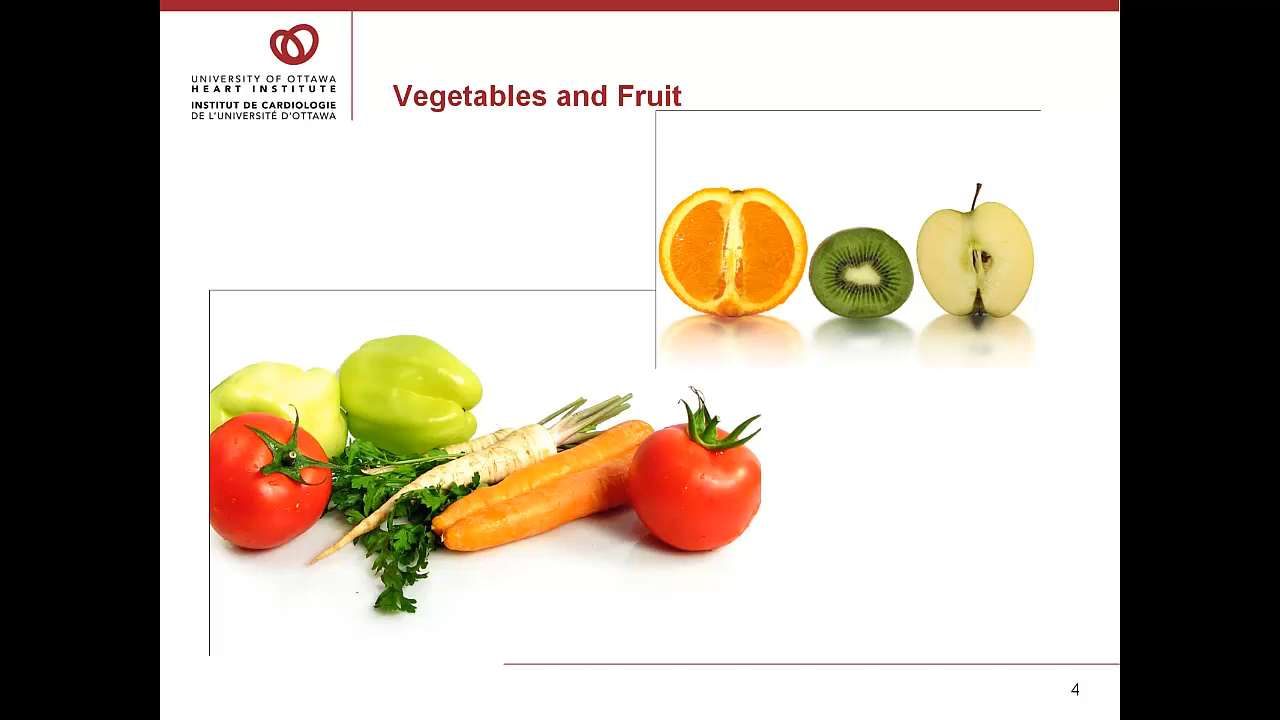 UNIVERSITY OF OTTAWA
HEART INSTITUTE
INSTITUT DE CARDIOLOGIE
DE L'UNIVERSITÉ D'OTTAWA
Vegetables and Fruit
4